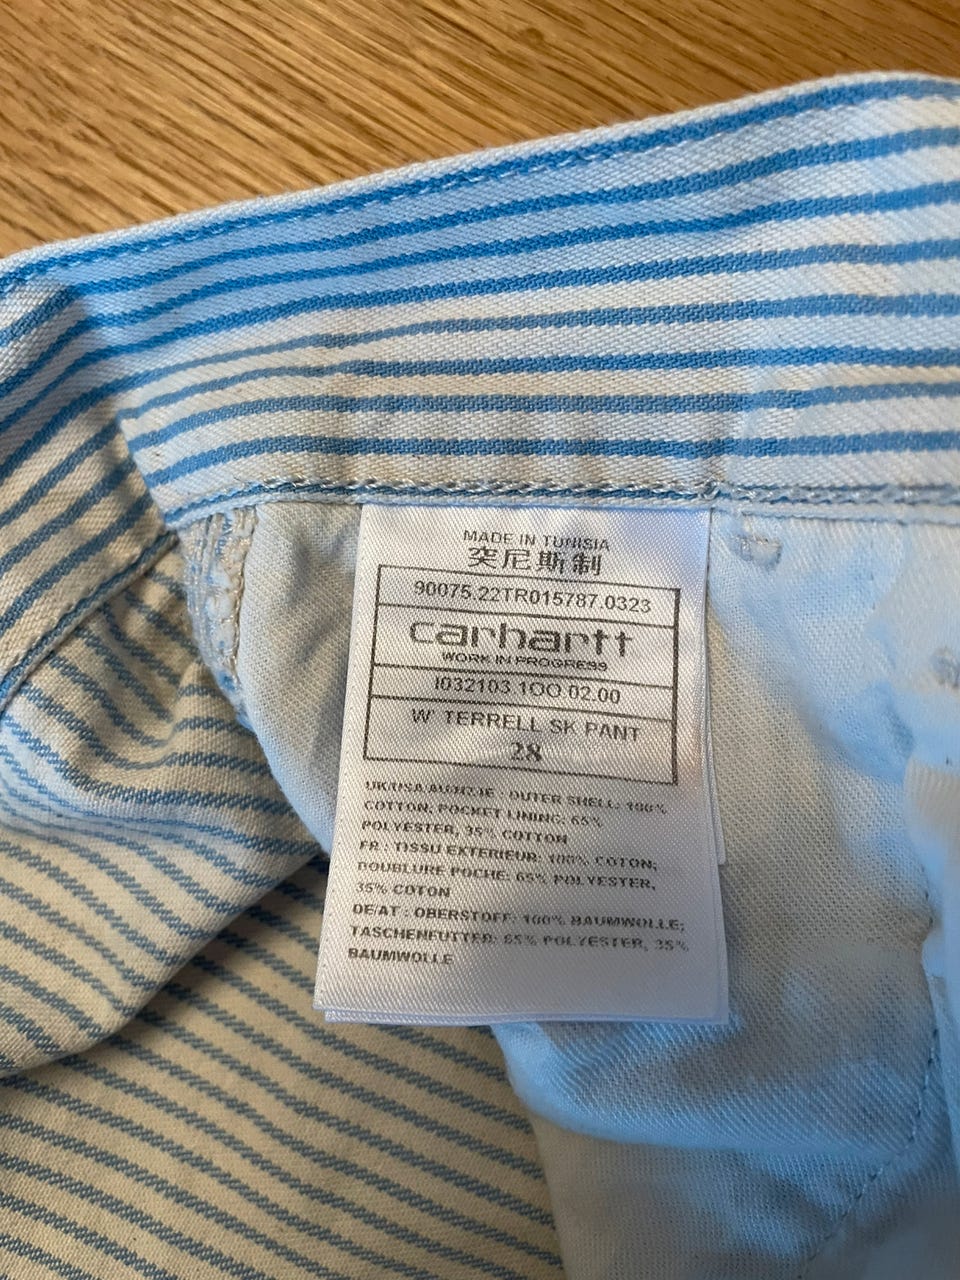 MADE IN TUNISIA
突尼斯制
90075.22TR015787.0323
carhartt
WORK IN PROGRESS
I032103.1OO.02.00
W' TERRELL SK PANT
28
UK/USA/AU/NZ/IE : OUTER SHELL: 100%
COTTON; POCKET LINING: 65%
POLYESTER, 35% COTTON
FR : TISSU EXTERIEUR: 100% COTON;
DOUBLURE POCHE: 65% POLYESTER,
35% COTON
DE/AT : OBERSTOFF: 100% BAUMWOLLE;
TASCHENFUTTER: 65% POLYESTER, 35%
BAUMWOLLE